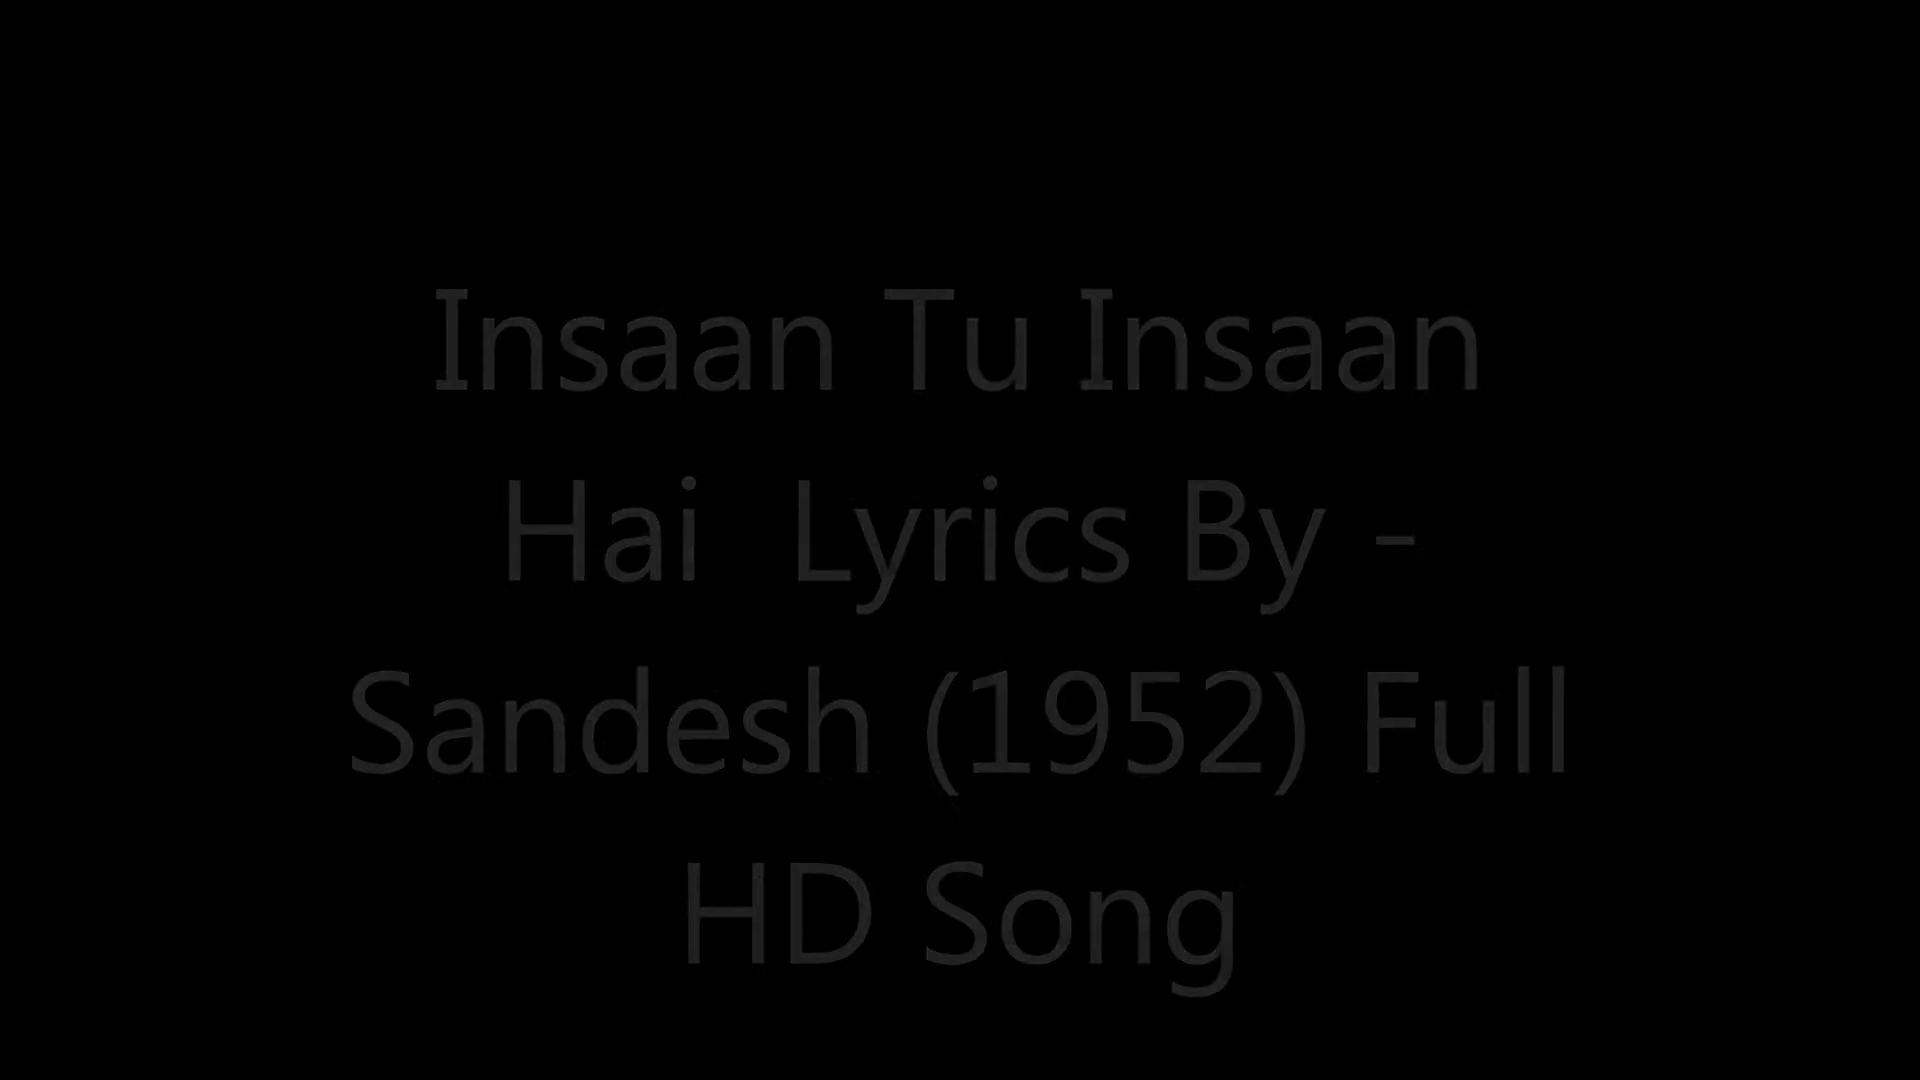 Insaan Tu Insaan
Hai  Lyrics By -
Sandesh (1952) Full
HD Song